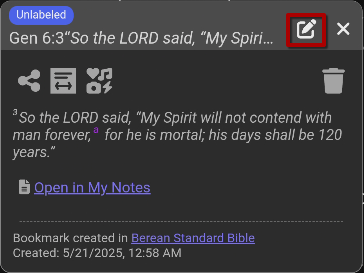 Unlabeled
Gen 6:3“So the LORD said, “My Spiri…
3So the LORD said, “My Spirit will not contend with
man forever,a for he is mortal; his days shall be 120
years.”
Open in My Notes
Bookmark created in Berean Standard Bible
Created: 5/21/2025, 12:58 AM